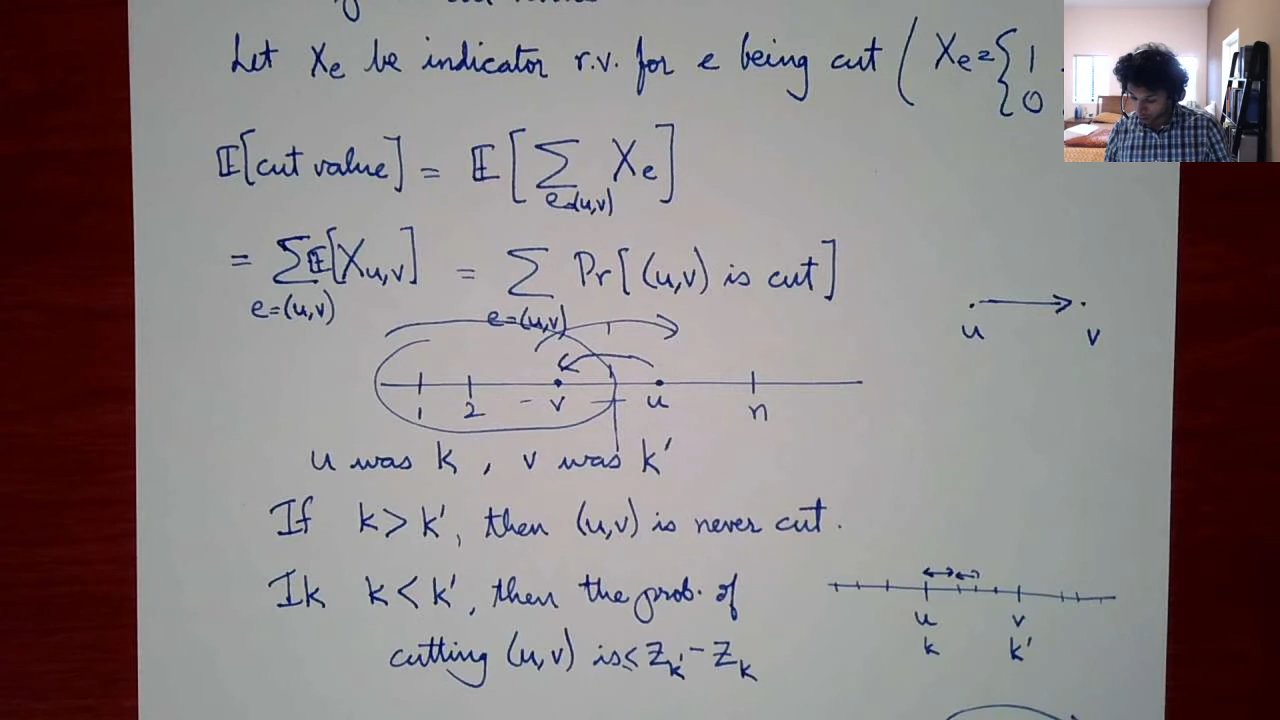 Let Xe be indicator r.v. for e being cut ( Xe = { 1
0
𝔼[cut value] = 𝔼[ ∑ Xe ]
e=(u,v)
= ∑ 𝔼[Xu,v] = ∑ Pr[(u,v) is cut]
e=(u,v) e=(u,v)
u v
1 2 - v - u n
u was k, v was k'
If k > k', then (u,v) is never cut.
Ik k < k', then the prob. of
cutting (u,v) is ≤ Zk' - Zk
u v
k k'